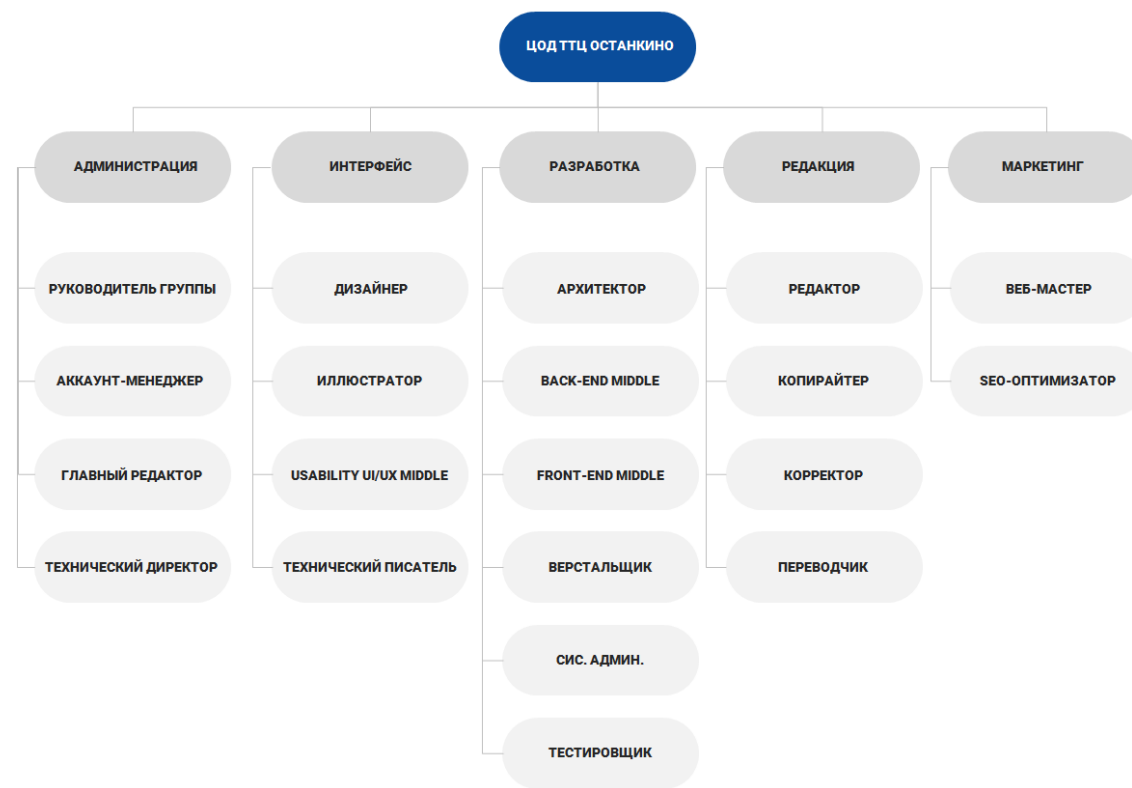 ЦОД ТТЦ ОСТАНКИНО
АДМИНИСТРАЦИЯ
ИНТЕРФЕЙС
РАЗРАБОТКА
РЕДАКЦИЯ
МАРКЕТИНГ
РУКОВОДИТЕЛЬ ГРУППЫ
ДИЗАЙНЕР
АРХИТЕКТОР
РЕДАКТОР
ВЕБ-МАСТЕР
АККАУНТ-МЕНЕДЖЕР
ИЛЛЮСТРАТОР
BACK-END MIDDLE
КОПИРАЙТЕР
SEO-ОПТИМИЗАТОР
ГЛАВНЫЙ РЕДАКТОР
USABILITY UI/UX MIDDLE
FRONT-END MIDDLE
КОРРЕКТОР
ТЕХНИЧЕСКИЙ ДИРЕКТОР
ТЕХНИЧЕСКИЙ ПИСАТЕЛЬ
ВЕРСТАЛЬЩИК
ПЕРЕВОДЧИК
СИС. АДМИН.
ТЕСТИРОВЩИК